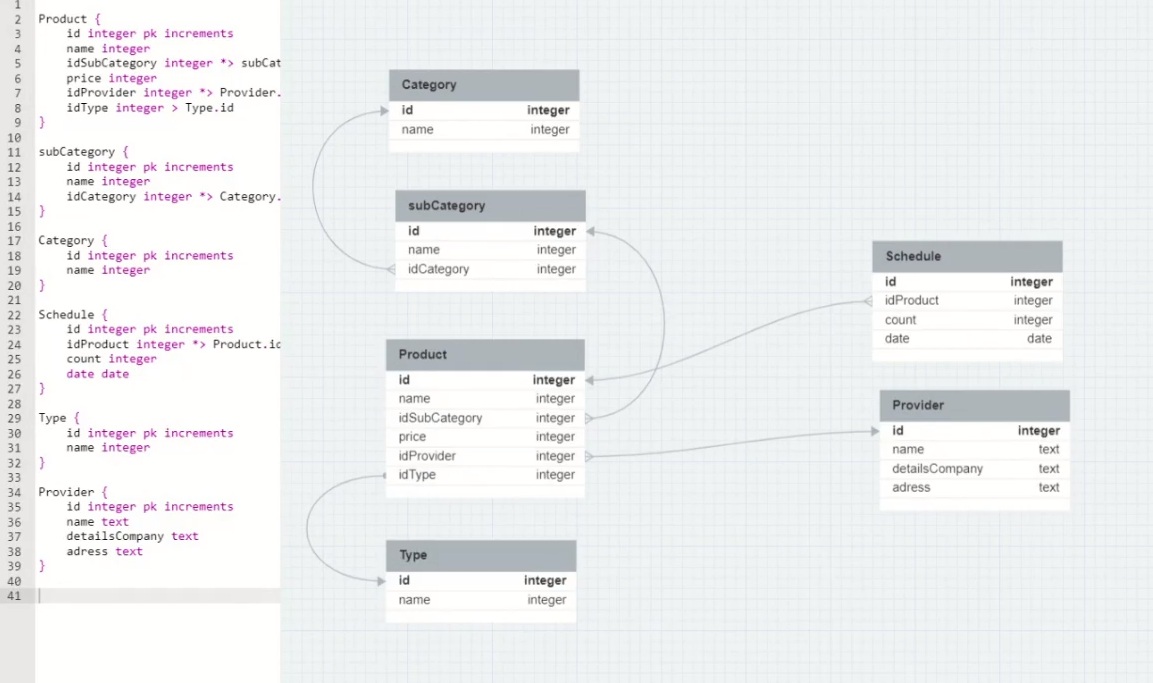 1
2 Product {
3 id integer pk increments
4 name integer
5 idSubCategory integer *> subCat
6 price integer
7 idProvider integer *> Provider.
8 idType integer > Type.id
9 }
10
11 subCategory {
12 id integer pk increments
13 name integer
14 idCategory integer *> Category.
15 }
16
17 Category {
18 id integer pk increments
19 name integer
20 }
21
22 Schedule {
23 id integer pk increments
24 idProduct integer *> Product.id
25 count integer
26 date date
27 }
28
29 Type {
30 id integer pk increments
31 name integer
32 }
33
34 Provider {
35 id integer pk increments
36 name text
37 detailsCompany text
38 adress text
39 }
40
41
Category
id integer
name integer
subCategory
id integer
name integer
idCategory integer
Product
id integer
name integer
idSubCategory integer
price integer
idProvider integer
idType integer
Type
id integer
name integer
Schedule
id integer
idProduct integer
count integer
date date
Provider
id integer
name text
detailsCompany text
adress text